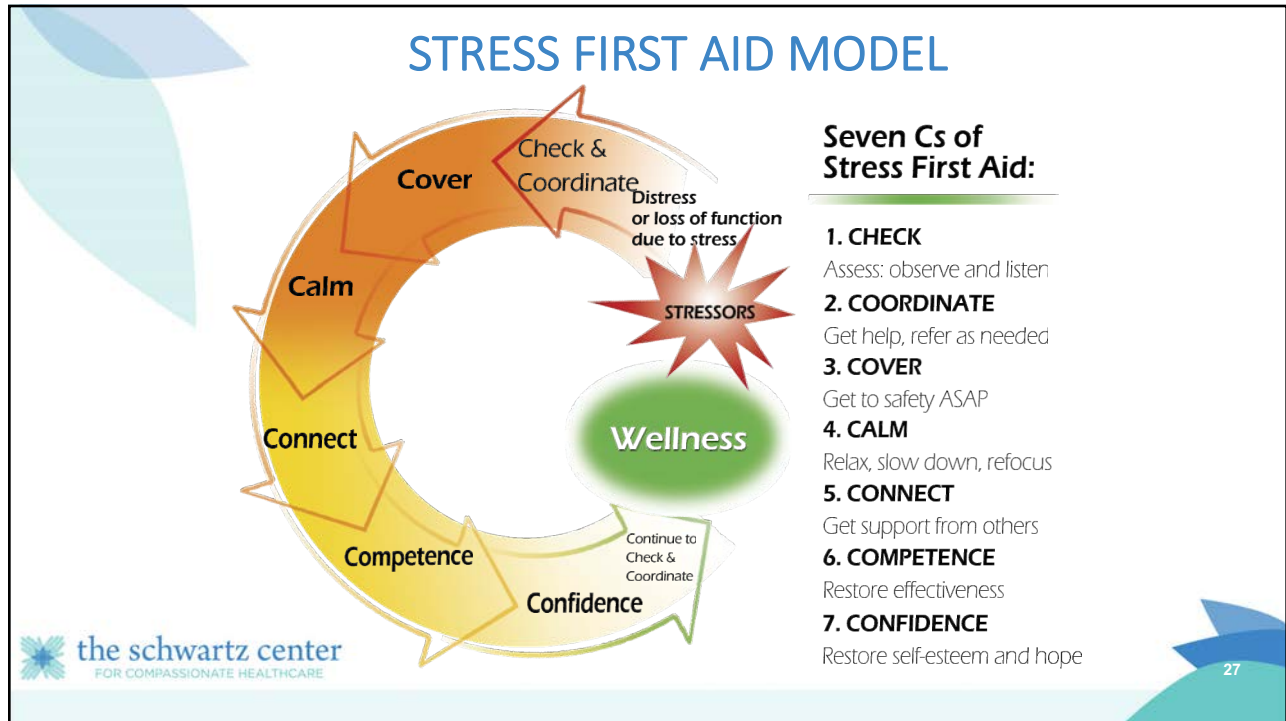 STRESS FIRST AID MODEL
Check &
Coordinate
Cover
Distress
or loss of function
due to stress
STRESSORS
Calm
Connect
Wellness
Competence
Continue to
Check &
Coordinate
Confidence
Seven Cs of
Stress First Aid:
1. CHECK
Assess: observe and listen
2. COORDINATE
Get help, refer as needed
3. COVER
Get to safety ASAP
4. CALM
Relax, slow down, refocus
5. CONNECT
Get support from others
6. COMPETENCE
Restore effectiveness
7. CONFIDENCE
Restore self-esteem and hope
the schwartz center
FOR COMPASSIONATE HEALTHCARE
27